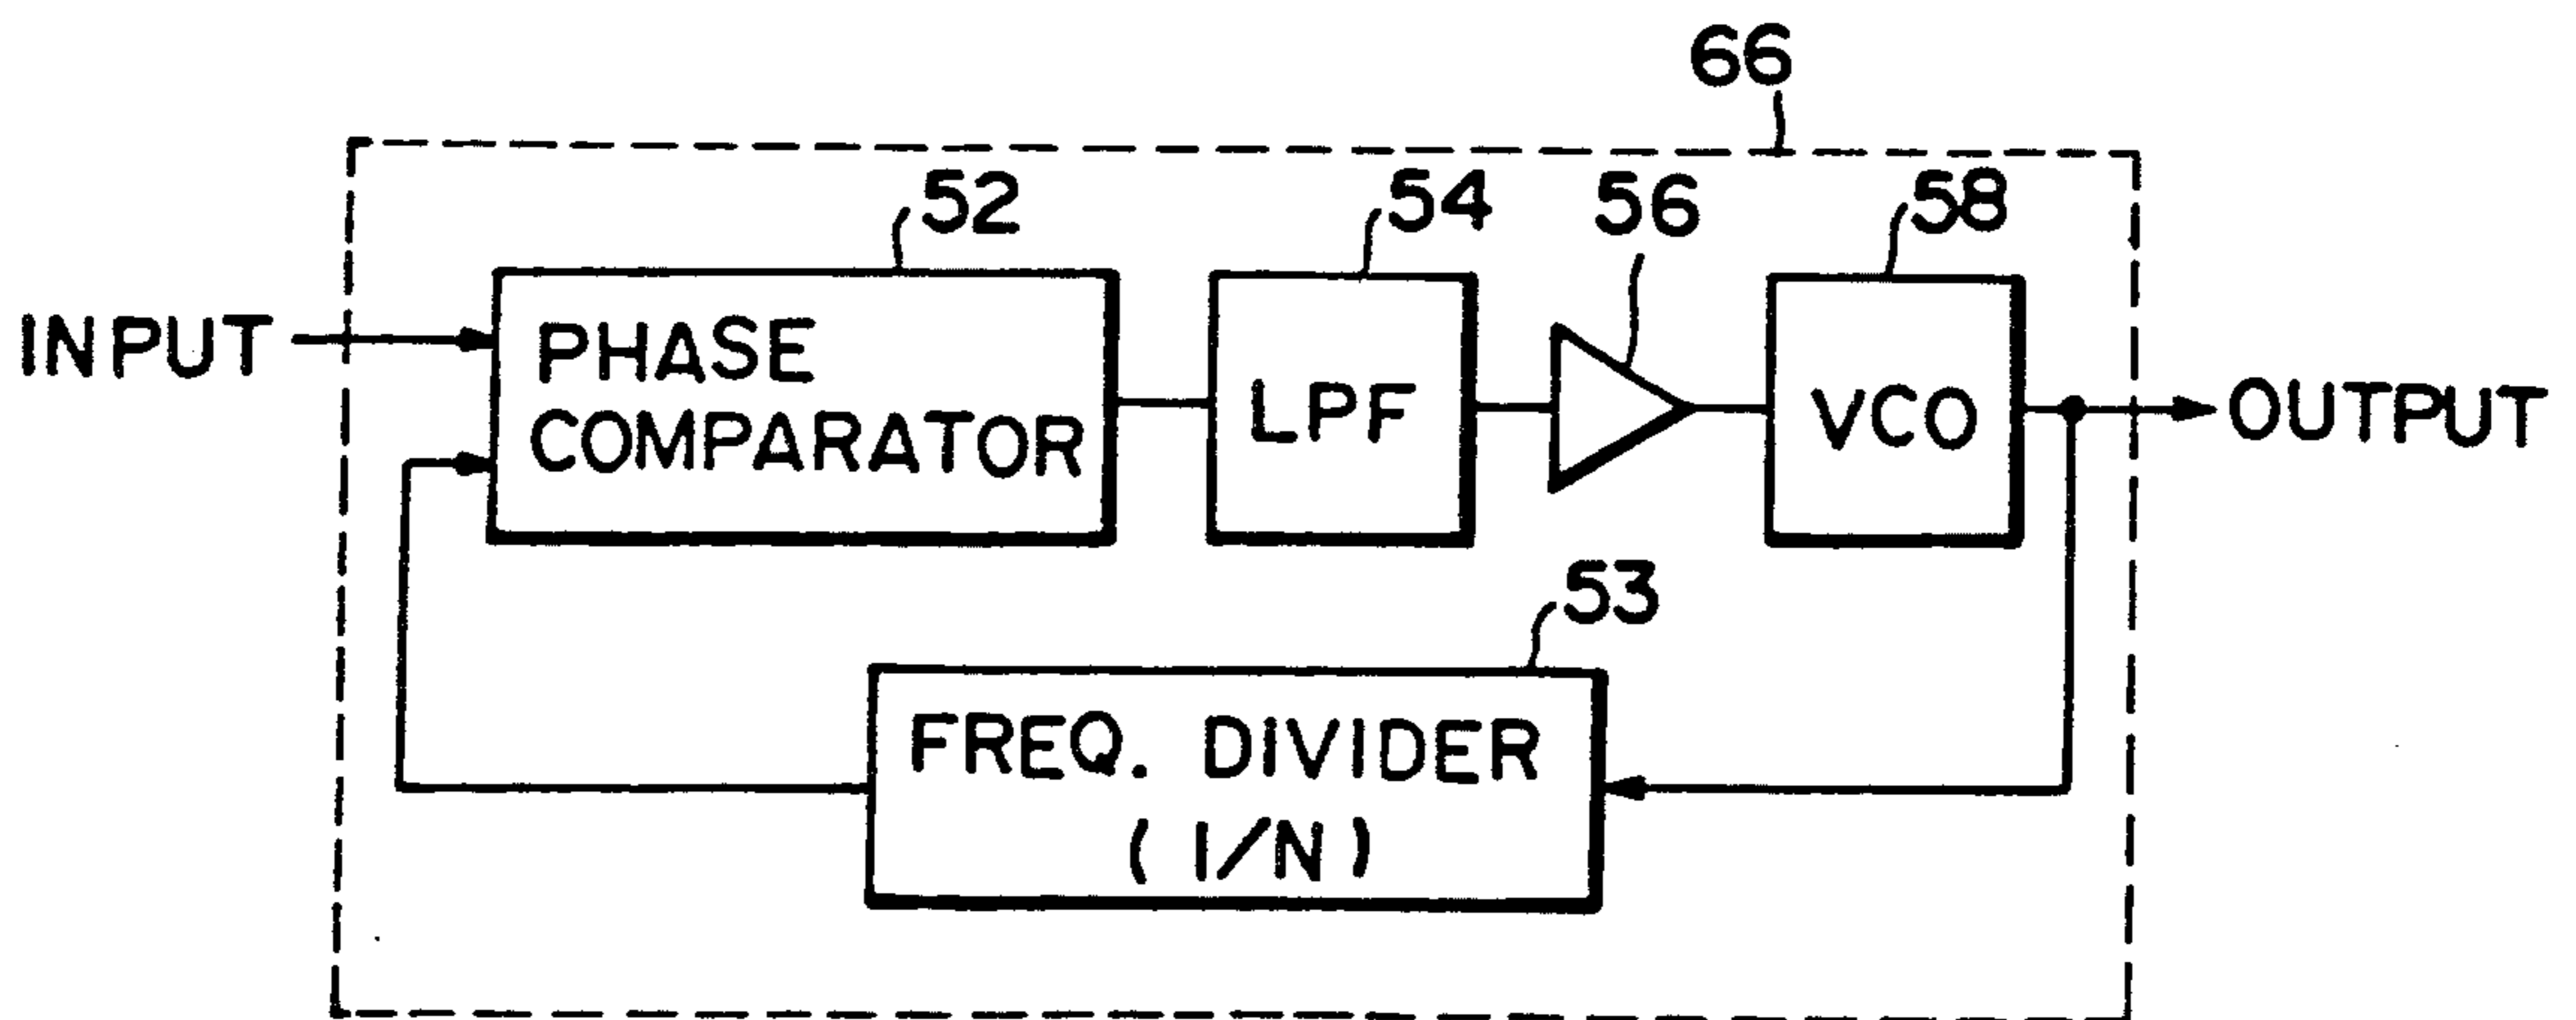 66
52
54
56
58
INPUT
PHASE
COMPARATOR
LPF
VCO
OUTPUT
53
FREQ. DIVIDER
( 1/N )